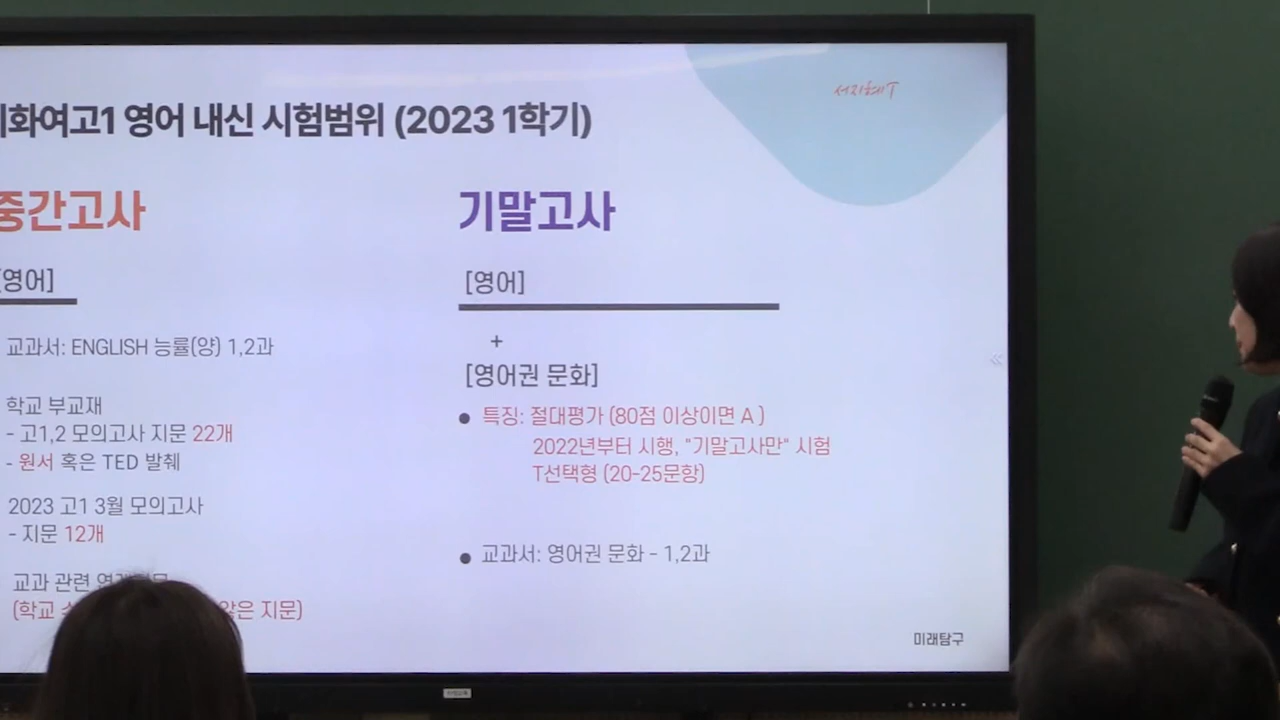 화여고1 영어 내신 시험범위 (2023 1학기)
서지혜T
중간고사
[영어]
교과서: ENGLISH 능률(양) 1,2과
학교 부교재
- 고1,2 모의고사 지문 22개
- 원서 혹은 TED 발췌
2023 고1 3월 모의고사
- 지문 12개
교과 관련
(학교 않은 지문)
기말고사
[영어]
+
[영어권 문화]
● 특징: 절대평가 (80점 이상이면 A )
2022년부터 시행, "기말고사만" 시험
T선택형 (20-25문항)
● 교과서: 영어권 문화 - 1,2과
미래탐구